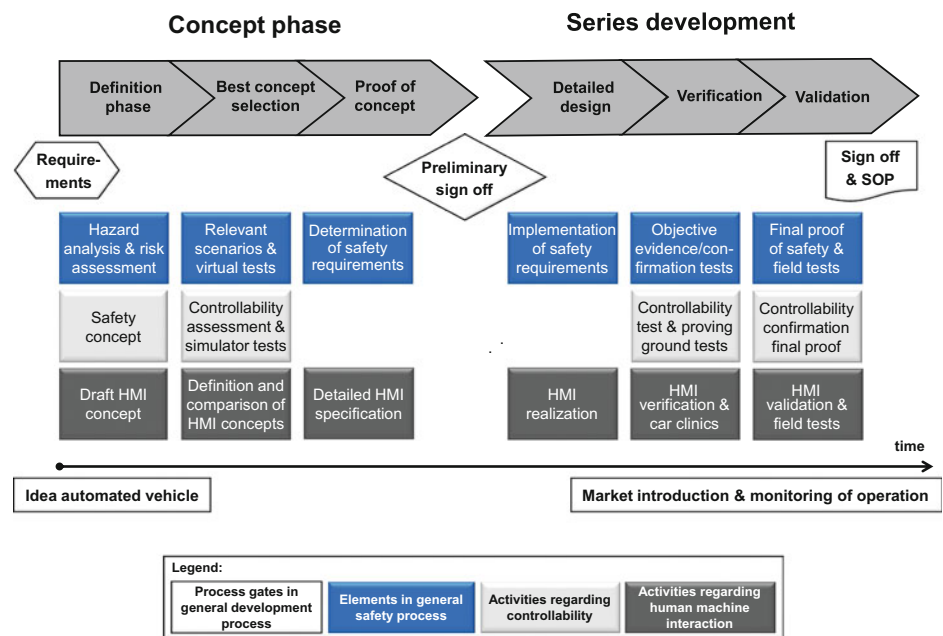 Concept phase
Series development
Definition
phase
Best concept
selection
Proof of
concept
Detailed
design
Verification
Validation
Require-
ments
Preliminary
sign off
Sign off
& SOP
Hazard
analysis & risk
assessment
Relevant
scenarios &
virtual tests
Determination
of safety
requirements
Implementation
of safety
requirements
Objective
evidence/con-
firmation tests
Final proof
of safety &
field tests
Safety
concept
Controllability
assessment &
simulator tests
Controllability
test & proving
ground tests
Controllability
confirmation
final proof
Draft HMI
concept
Definition and
comparison of
HMI concepts
Detailed HMI
specification
HMI
realization
HMI
verification &
car clinics
HMI
validation &
field tests
time
Idea automated vehicle
Market introduction & monitoring of operation
Legend:
Process gates in
general development
process
Elements in general
safety process
Activities regarding
controllability
Activities regarding
human machine
interaction